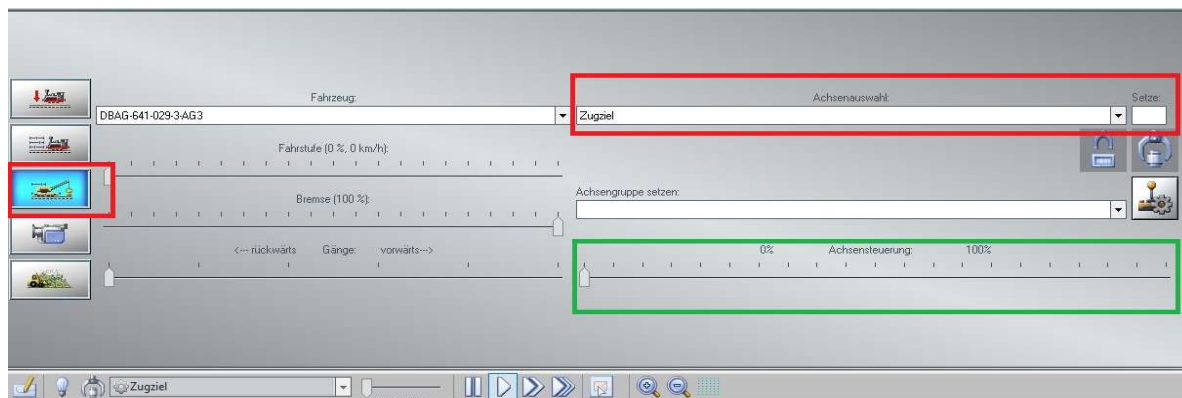 Fahrzeug:
DBAG-641-029-3-AG3
Fahrstufe (0 %, 0 km/h):
Bremse (100 %):
<--- rückwärts Gänge: vorwärts--->
Achsenauswahl: Setze:
Zugziel
Achsengruppe setzen:
0% Achsensteuerung: 100%
Zugziel